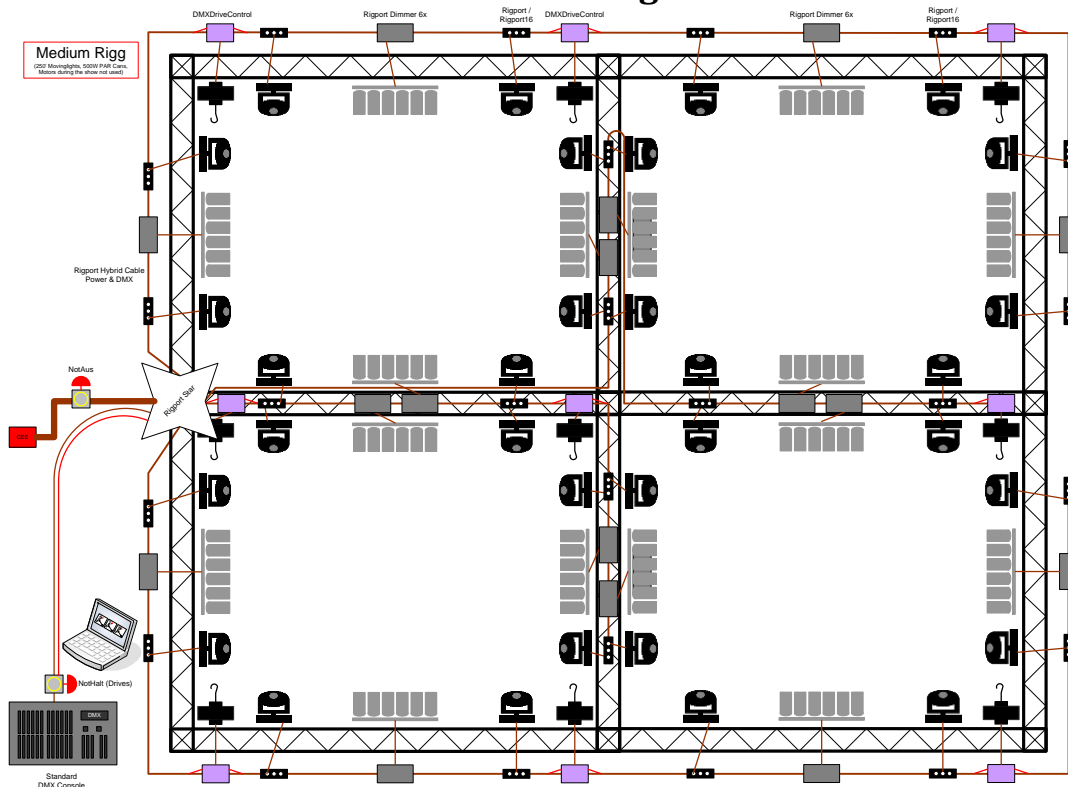 DMXDriveControl
Rigport Dimmer 6x
Rigport /
Rigport16
DMXDriveControl
Rigport Dimmer 6x
Rigport /
Rigport16
Medium Rigg
(250' Movinglights, 500W PAR Cans,
Motors during the show not used)
Rigport Hybrid Cable
Power & DMX
NotAus
Rigport Star
CEE
NotHalt (Drives)
DMX
Standard
DMX Console